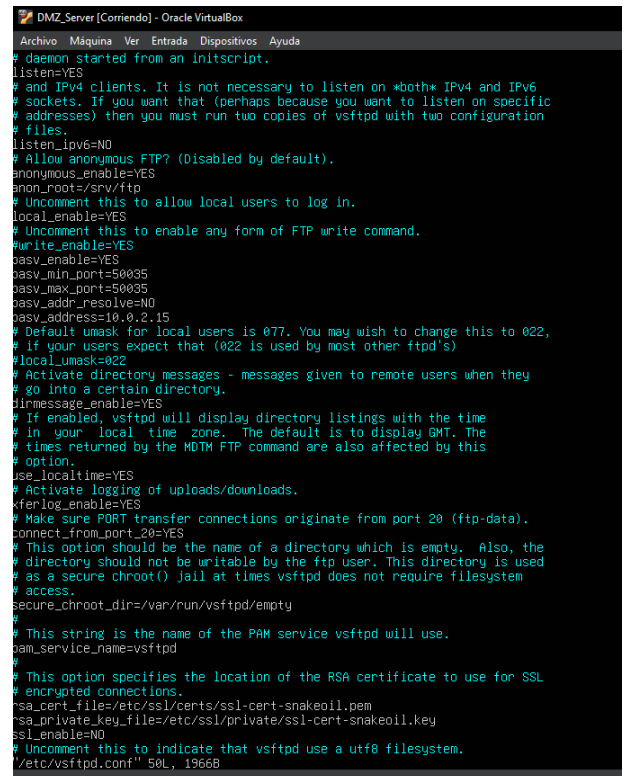 DMZ_Server [Corriendo] - Oracle VirtualBox
Archivo Máquina Ver Entrada Dispositivos Ayuda
# daemon started from an initscript.
listen=YES
# and IPv4 clients. It is not necessary to listen on *both* IPv4 and IPv6
# sockets. If you want that (perhaps because you want to listen on specific
# addresses) then you must run two copies of vsftpd with two configuration
# files.
listen_ipv6=NO
# Allow anonymous FTP? (Disabled by default).
anonymous_enable=YES
anon_root=/srv/ftp
# Uncomment this to allow local users to log in.
local_enable=YES
# Uncomment this to enable any form of FTP write command.
#write_enable=YES
pasv_enable=YES
pasv_min_port=50035
pasv_max_port=50035
pasv_addr_resolve=NO
pasv_address=10.0.2.15
# Default umask for local users is 077. You may wish to change this to 022,
# if your users expect that (022 is used by most other ftpd's)
#local_umask=022
# Activate directory messages - messages given to remote users when they
# go into a certain directory.
dirmessage_enable=YES
# If enabled, vsftpd will display directory listings with the time
# in your local time zone. The default is to display GMT. The
# times returned by the MDTM FTP command are also affected by this
# option.
use_localtime=YES
# Activate logging of uploads/downloads.
xferlog_enable=YES
# Make sure PORT transfer connections originate from port 20 (ftp-data).
connect_from_port_20=YES
# This option should be the name of a directory which is empty. Also, the
# directory should not be writable by the ftp user. This directory is used
# as a secure chroot() jail at times vsftpd does not require filesystem
# access.
secure_chroot_dir=/var/run/vsftpd/empty
#
# This string is the name of the PAM service vsftpd will use.
pam_service_name=vsftpd
#
# This option specifies the location of the RSA certificate to use for SSL
# encrypted connections.
rsa_cert_file=/etc/ssl/certs/ssl-cert-snakeoil.pem
rsa_private_key_file=/etc/ssl/private/ssl-cert-snakeoil.key
ssl_enable=NO
# Uncomment this to indicate that vsftpd use a utf8 filesystem.
"/etc/vsftpd.conf" 50L, 1966B